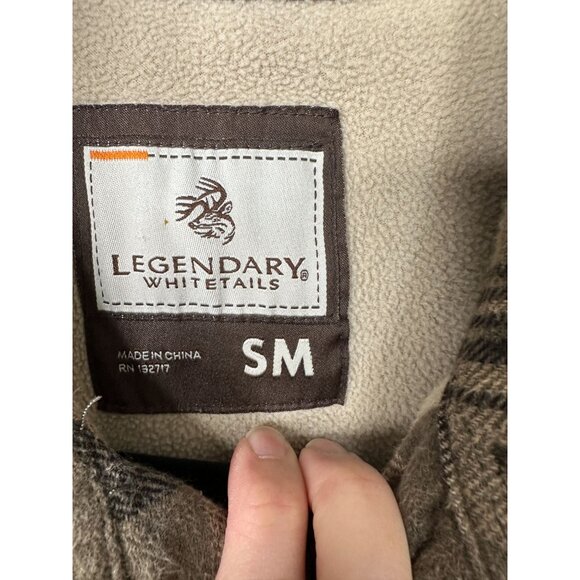 LEGENDARY®
WHITETAILS
MADE IN CHINA
RN 132717
SM